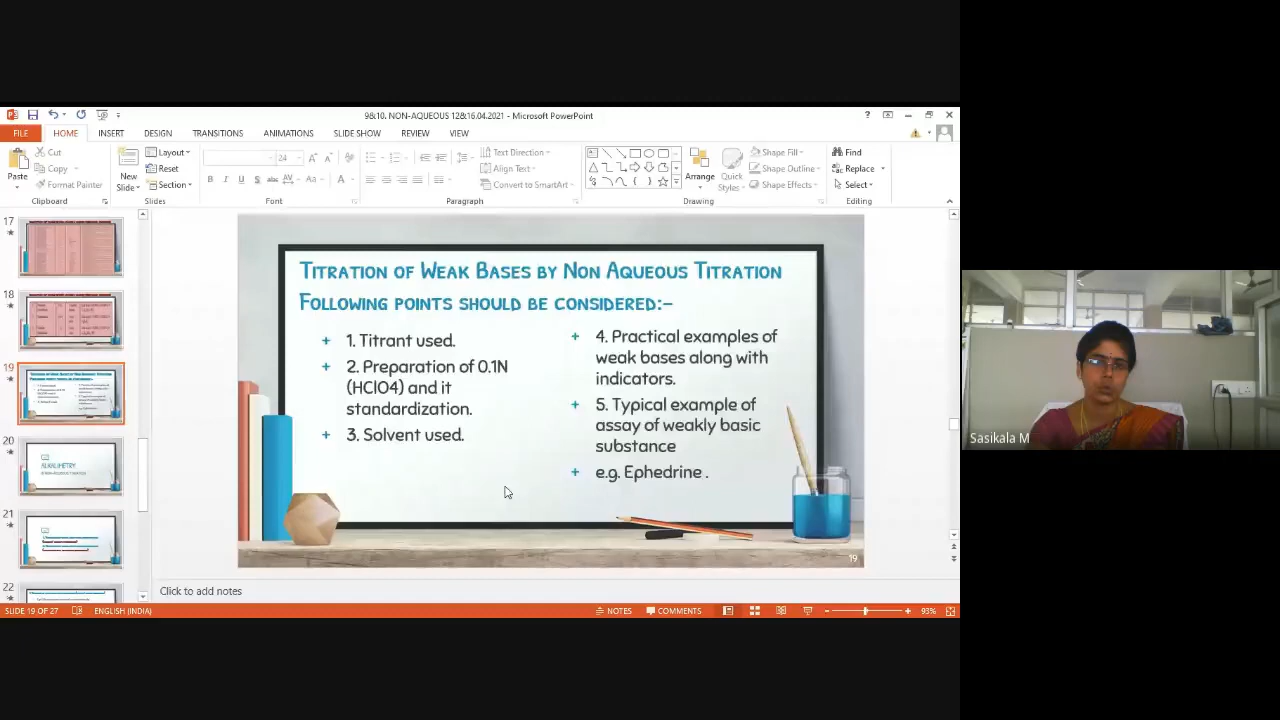 98:10. NON-AQUEOUS 12&16.04.2021 - Microsoft PowerPoint
FILE HOME INSERT DESIGN TRANSITIONS ANIMATIONS SLIDE SHOW REVIEW VIEW
Cut
Copy
Format Painter
Paste
Clipboard
New
Slide
Layout
Reset
Section
Slides
24
B I U S abc AV Aa A
Font
Text Direction
Align Text
Convert to SmartArt
Paragraph
Arrange
Quick
Styles
Shape Fill
Shape Outline
Shape Effects
Drawing
Find
Replace
Select
Editing
17
18
19
20
ALKALIMETRY
21
22
Titration of Weak Bases by Non Aqueous Titration
Following points should be considered:-
+ 1. Titrant used.
+ 2. Preparation of 0.1N
(HClO4) and it
standardization.
+ 3. Solvent used.
+ 4. Practical examples of
weak bases along with
indicators.
+ 5. Typical example of
assay of weakly basic
substance
+ e.g. Ephedrine .
19
Click to add notes
SLIDE 19 OF 27 ENGLISH (INDIA) NOTES COMMENTS 93%
Sasikala M